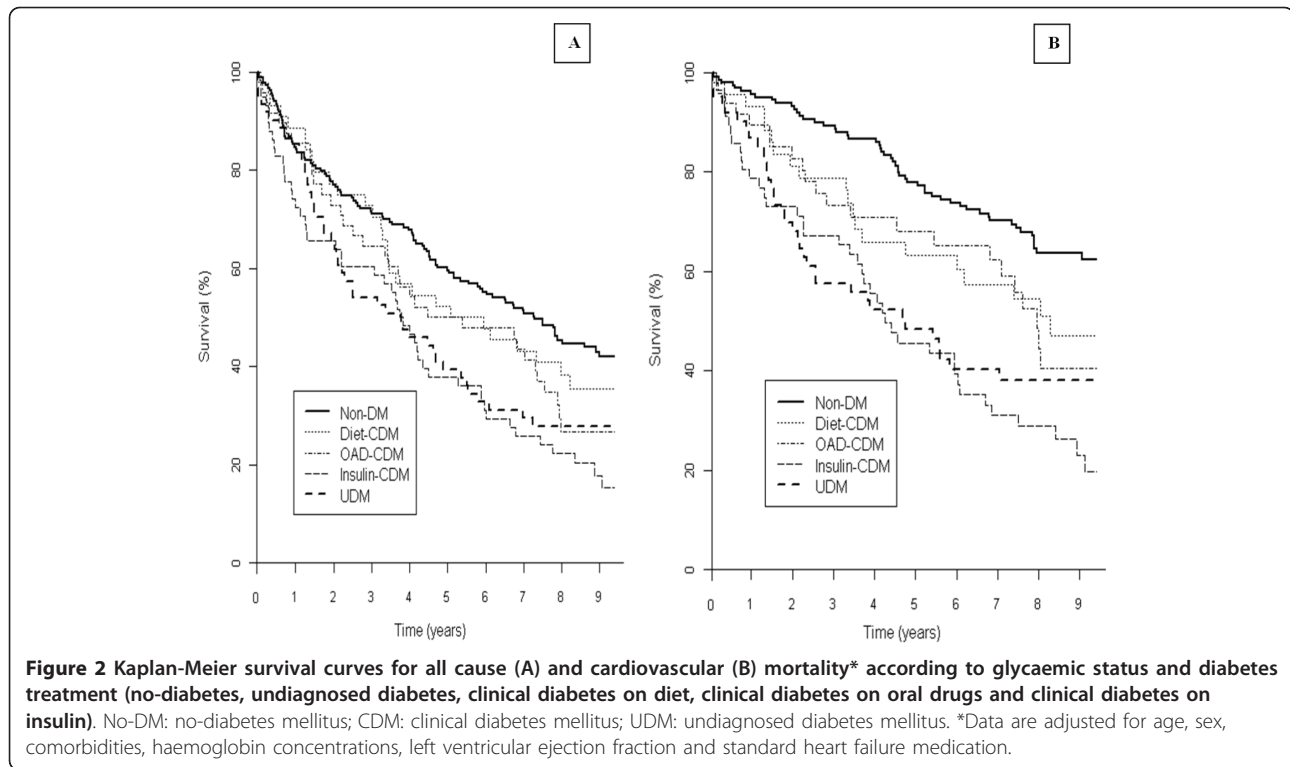 A
B
100
80
60
40
20
0
Survival (%)
Non-DM
Diet-CDM
OAD-CDM
Insulin-CDM
UDM
0 1 2 3 4 5 6 7 8 9
Time (years)
100
80
60
40
20
0
Survival (%)
Non-DM
Diet-CDM
OAD-CDM
Insulin-CDM
UDM
0 1 2 3 4 5 6 7 8 9
Time (years)
Figure 2 Kaplan-Meier survival curves for all cause (A) and cardiovascular (B) mortality* according to glycaemic status and diabetes
treatment (no-diabetes, undiagnosed diabetes, clinical diabetes on diet, clinical diabetes on oral drugs and clinical diabetes on
insulin). No-DM: no-diabetes mellitus; CDM: clinical diabetes mellitus; UDM: undiagnosed diabetes mellitus. *Data are adjusted for age, sex,
comorbidities, haemoglobin concentrations, left ventricular ejection fraction and standard heart failure medication.